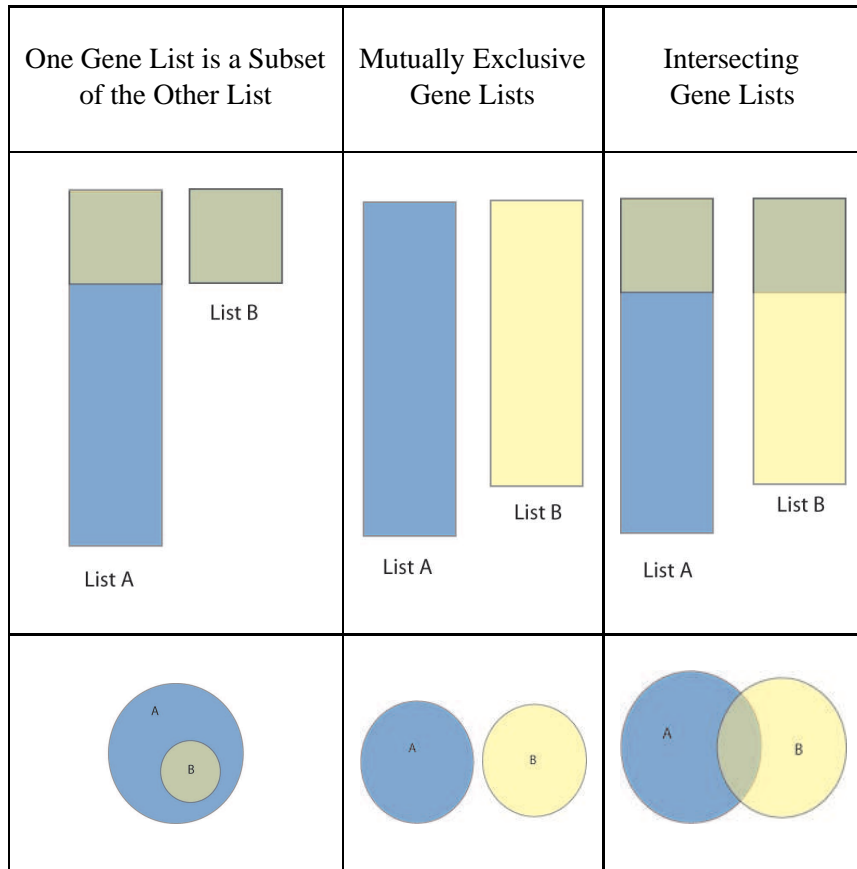 One Gene List is a Subset
of the Other List
Mutually Exclusive
Gene Lists
Intersecting
Gene Lists
List B
List A
List B
List A
List B
List A
A
B
A
B
A
B